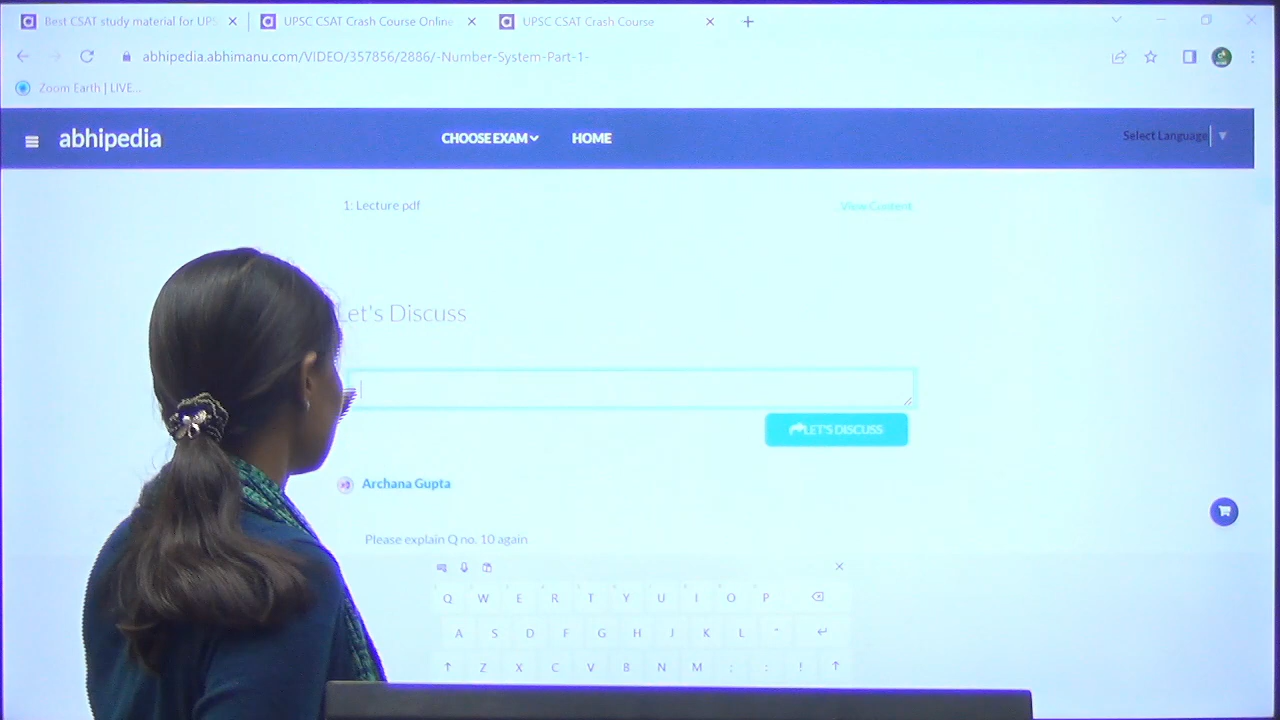 Best CSAT study material for UPS
UPSC CSAT Crash Course Online
UPSC CSAT Crash Course
abhipedia.abhimanu.com/VIDEO/357856/2886/-Number-System-Part-1-
Zoom Earth | LIVE...
abhipedia
CHOOSE EXAM
HOME
Select Language
1: Lecture pdf
View Content
Let's Discuss
LET'S DISCUSS
Archana Gupta
Please explain Q no. 10 again
Q W E R T Y U I O P
A S D F G H J K L
Z X C V B N M